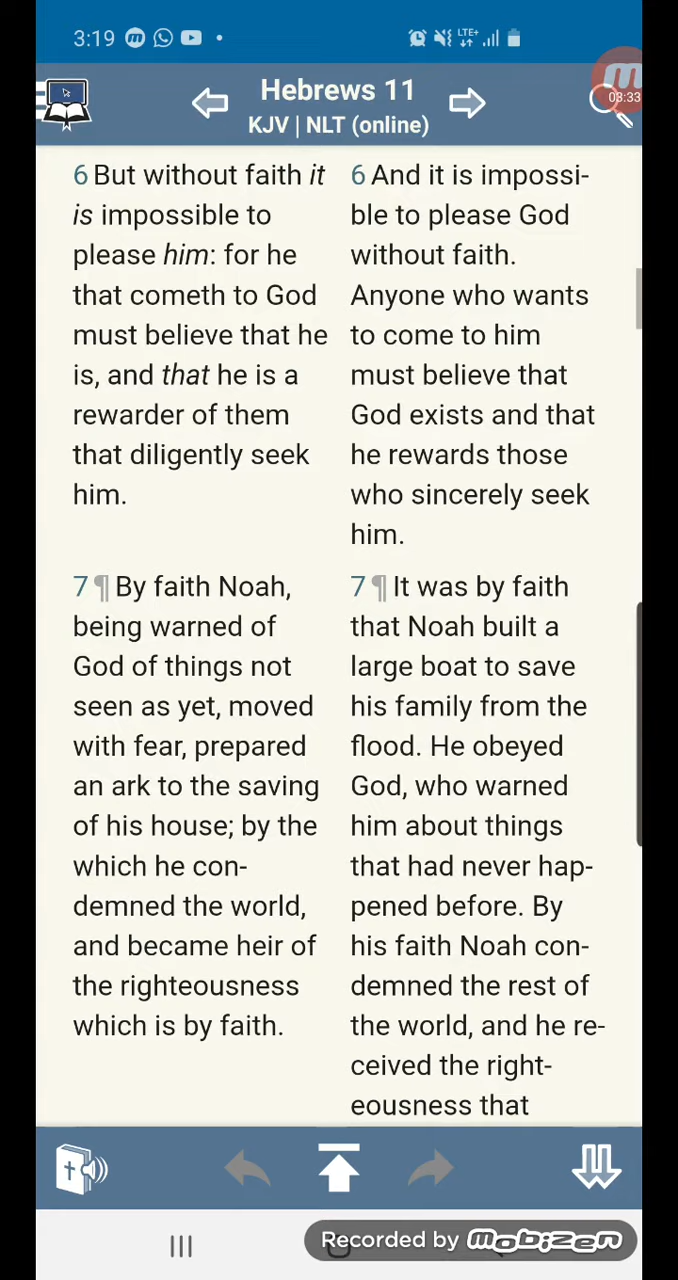 3:19
LTE+
Hebrews 11
KJV | NLT (online)
03:33
6 But without faith it
is impossible to
please him: for he
that cometh to God
must believe that he
is, and that he is a
rewarder of them
that diligently seek
him.
6 And it is impossi-
ble to please God
without faith.
Anyone who wants
to come to him
must believe that
God exists and that
he rewards those
who sincerely seek
him.
7 ¶ By faith Noah,
being warned of
God of things not
seen as yet, moved
with fear, prepared
an ark to the saving
of his house; by the
which he con-
demned the world,
and became heir of
the righteousness
which is by faith.
7 ¶ It was by faith
that Noah built a
large boat to save
his family from the
flood. He obeyed
God, who warned
him about things
that had never hap-
pened before. By
his faith Noah con-
demned the rest of
the world, and he re-
ceived the right-
eousness that
Recorded by mobizen